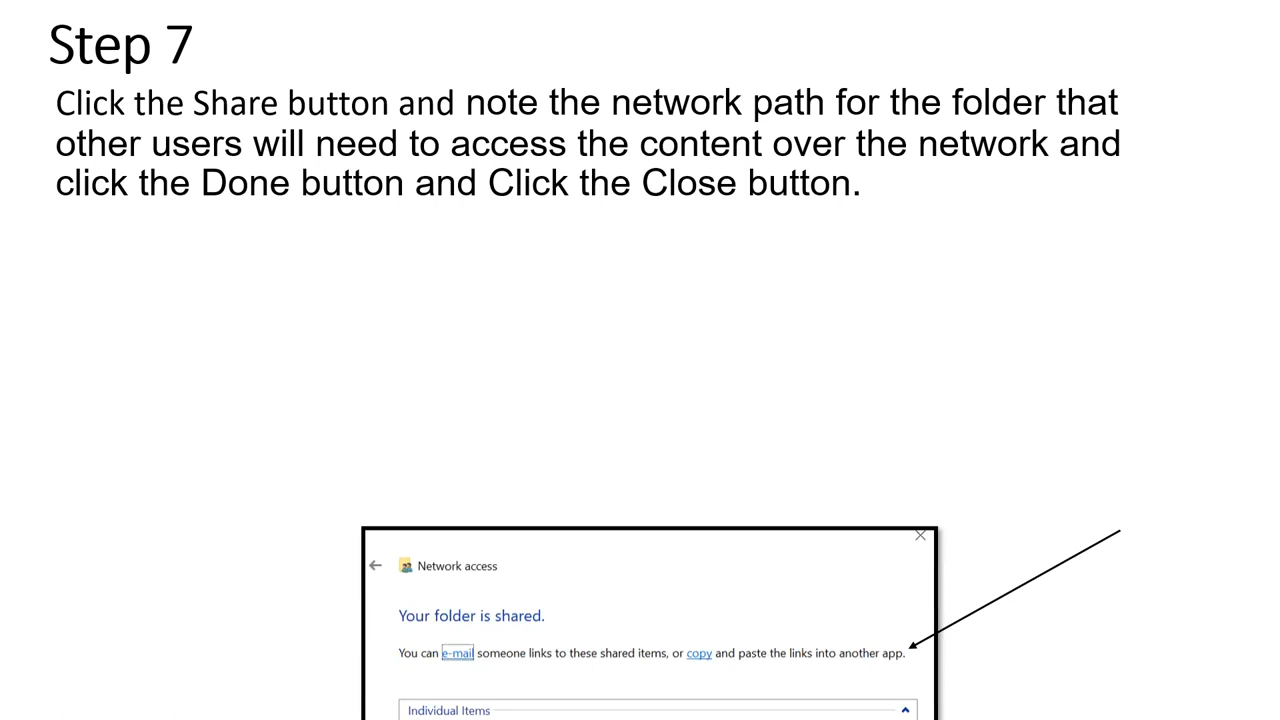 Step 7
Click the Share button and note the network path for the folder that
other users will need to access the content over the network and
click the Done button and Click the Close button.
Network access
Your folder is shared.
You can e-mail someone links to these shared items, or copy and paste the links into another app.
Individual Items